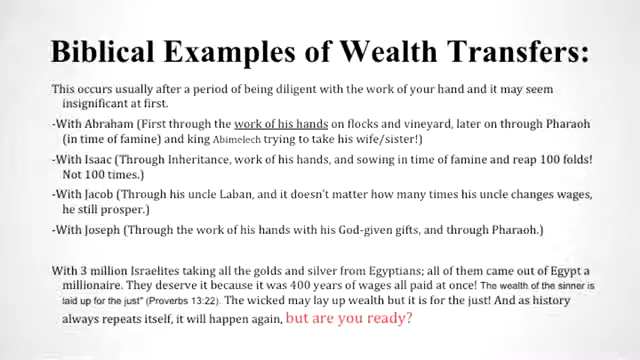 Biblical Examples of Wealth Transfers:
This occurs usually after a period of being diligent with the work of your hand and it may seem
insignificant at first.
-With Abraham (First through the work of his hands on flocks and vineyard, later on through Pharaoh
(in time of famine) and king Abimelech trying to take his wife/sister!)
-With Isaac (Through Inheritance, work of his hands, and sowing in time of famine and reap 100 folds!
Not 100 times.)
-With Jacob (Through his uncle Laban, and it doesn't matter how many times his uncle changes wages,
he still prosper.)
-With Joseph (Through the work of his hands with his God-given gifts, and through Pharaoh.)
With 3 million Israelites taking all the golds and silver from Egyptians; all of them came out of Egypt a
millionaire. They deserve it because it was 400 years of wages all paid at once! The wealth of the sinner is
laid up for the just" (Proverbs 13:22). The wicked may lay up wealth but it is for the just! And as history
always repeats itself, it will happen again, but are you ready?